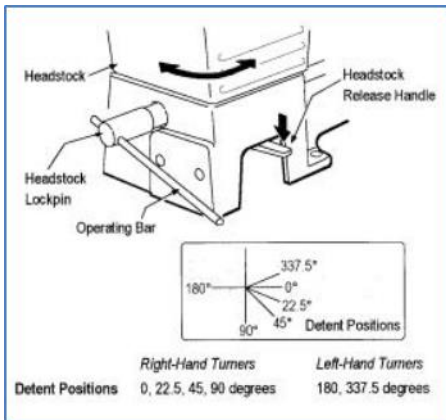 Headstock
Headstock
Release Handle
Headstock
Lockpin
Operating Bar
337.5°
180°
0°
22.5°
45°
90°
Detent Positions
Right-Hand Turners Left-Hand Turners
Detent Positions 0, 22.5, 45, 90 degrees 180, 337.5 degrees